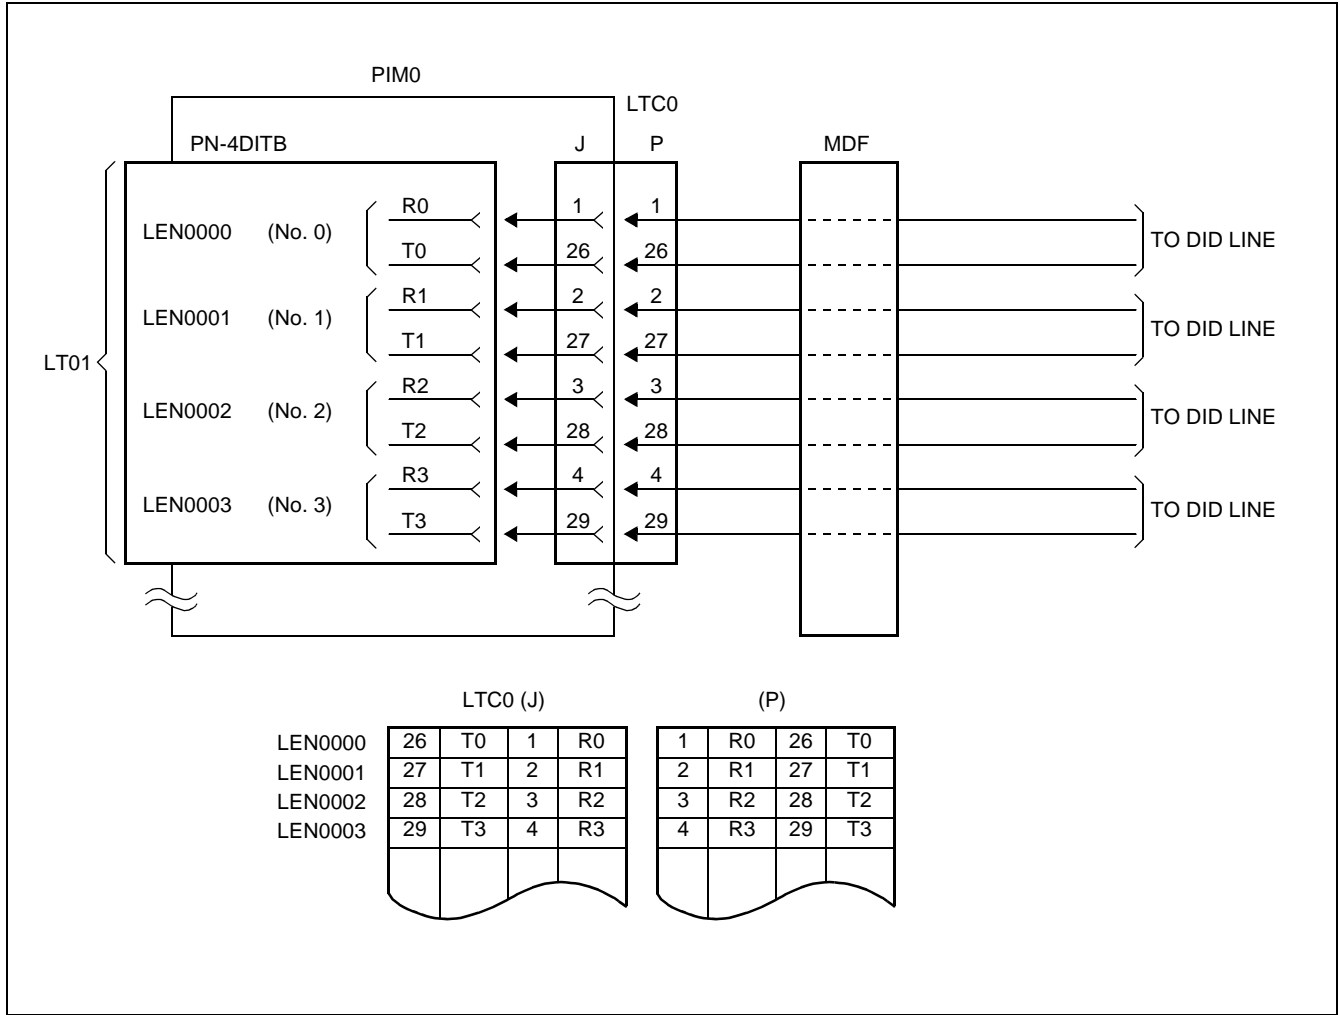 PIM0
LTC0
PN-4DITB J P MDF
R0 1 1
LEN0000 (No. 0) TO DID LINE
T0 26 26
R1 2 2
LEN0001 (No. 1) TO DID LINE
T1 27 27
LT01
R2 3 3
LEN0002 (No. 2) TO DID LINE
T2 28 28
R3 4 4
LEN0003 (No. 3) TO DID LINE
T3 29 29
LTC0 (J) (P)
LEN0000 26 T0 1 R0 1 R0 26 T0
LEN0001 27 T1 2 R1 2 R1 27 T1
LEN0002 28 T2 3 R2 3 R2 28 T2
LEN0003 29 T3 4 R3 4 R3 29 T3